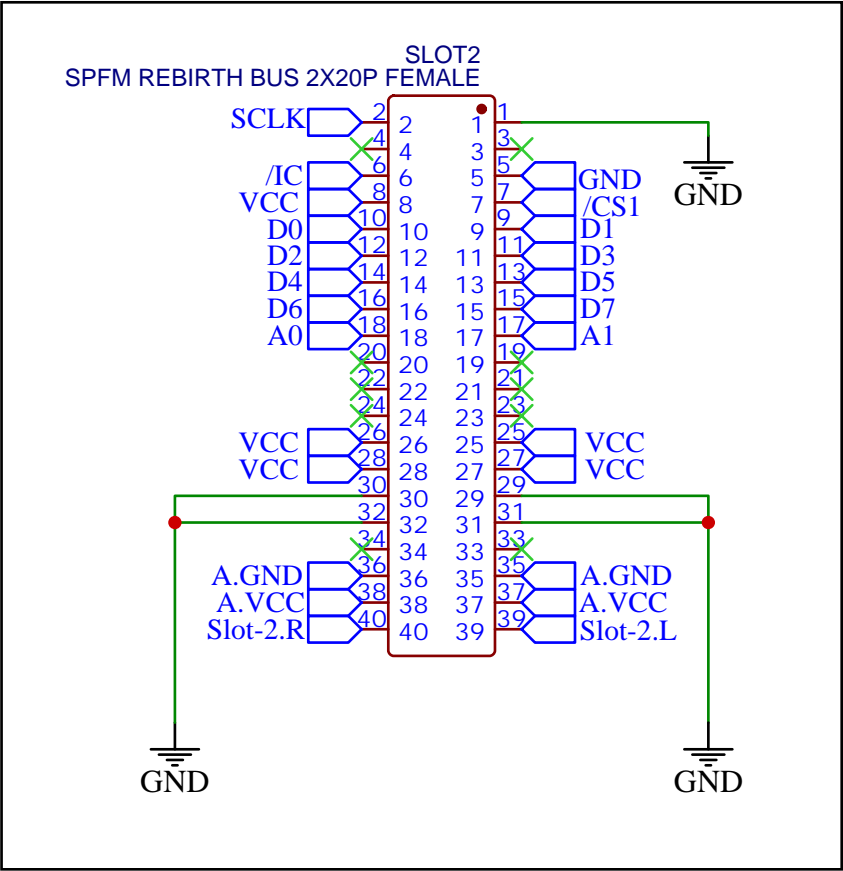 SLOT2
SPFM REBIRTH BUS 2X20P FEMALE
SCLK 2 2 1 1
4 4 3 3
/IC 6 6 5 5 GND
GND
VCC 8 8 7 7 /CS1
D0 10 10 9 9 D1
D2 12 12 11 11 D3
D4 14 14 13 13 D5
D6 16 16 15 15 D7
A0 18 18 17 17 A1
20 20 19 19
22 22 21 21
24 24 23 23
VCC 26 26 25 25 VCC
VCC 28 28 27 27 VCC
30 30 29 29
32 32 31 31
34 34 33 33
A.GND 36 36 35 35 A.GND
A.VCC 38 38 37 37 A.VCC
Slot-2.R 40 40 39 39 Slot-2.L
GND GND